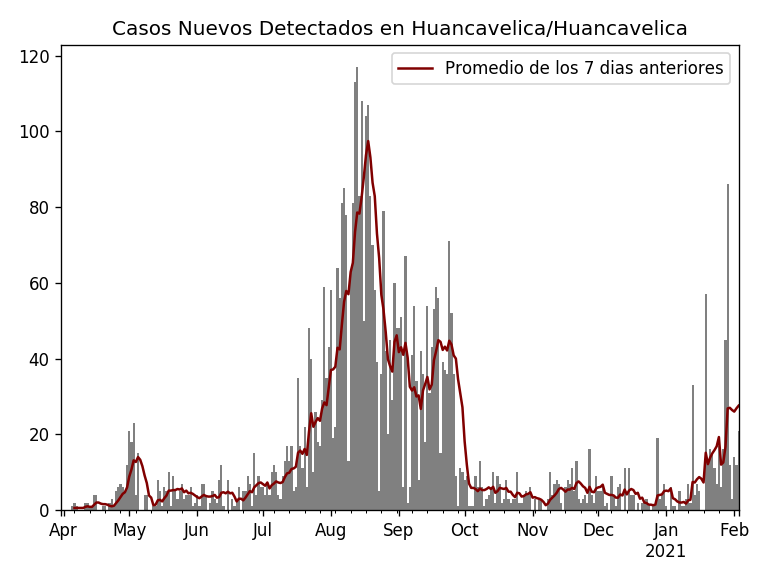 Casos Nuevos Detectados en Huancavelica/Huancavelica
Promedio de los 7 dias anteriores
120
100
80
60
40
20
0
Apr May Jun Jul Aug Sep Oct Nov Dec Jan Feb
2021